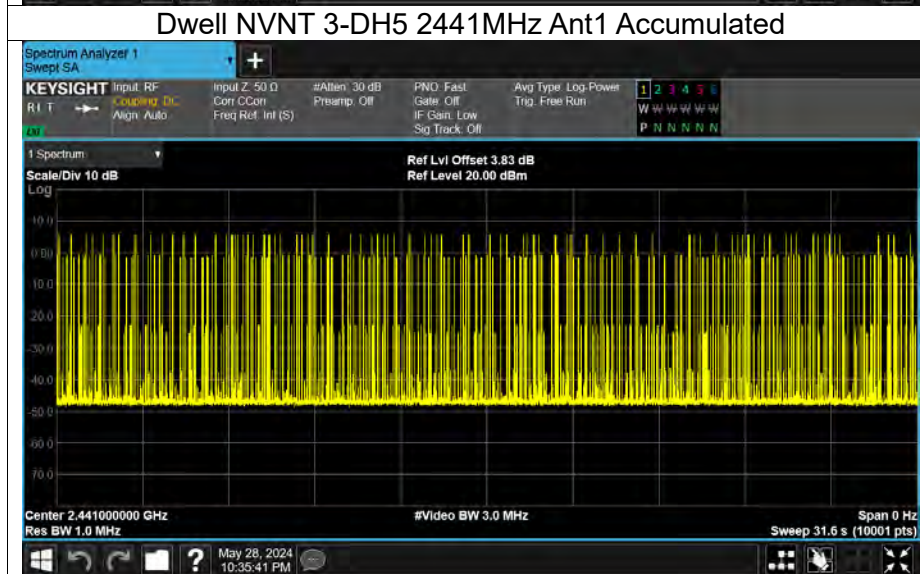 Dwell NVNT 3-DH5 2441MHz Ant1 Accumulated
Spectrum Analyzer 1
Swept SA
+
KEYSIGHT Input: RF Input Z: 50 Ω #Atten: 30 dB PNO: Fast Avg Type: Log-Power 1 2 3 4 5 6
R L T Coupling: DC Corr CCorr Preamp: Off Gate: Off Trig: Free Run W W W W W W
Align: Auto Freq Ref: Int (S) IF Gain: Low P N N N N N
LXI Sig Track: Off
1 Spectrum
Ref Lvl Offset 3.83 dB
Scale/Div 10 dB Ref Level 20.00 dBm
Log
10.0
0.00
-10.0
-20.0
-30.0
-40.0
-50.0
-60.0
-70.0
Center 2.441000000 GHz #Video BW 3.0 MHz Span 0 Hz
Res BW 1.0 MHz Sweep 31.6 s (10001 pts)
? May 28, 2024
10:35:41 PM